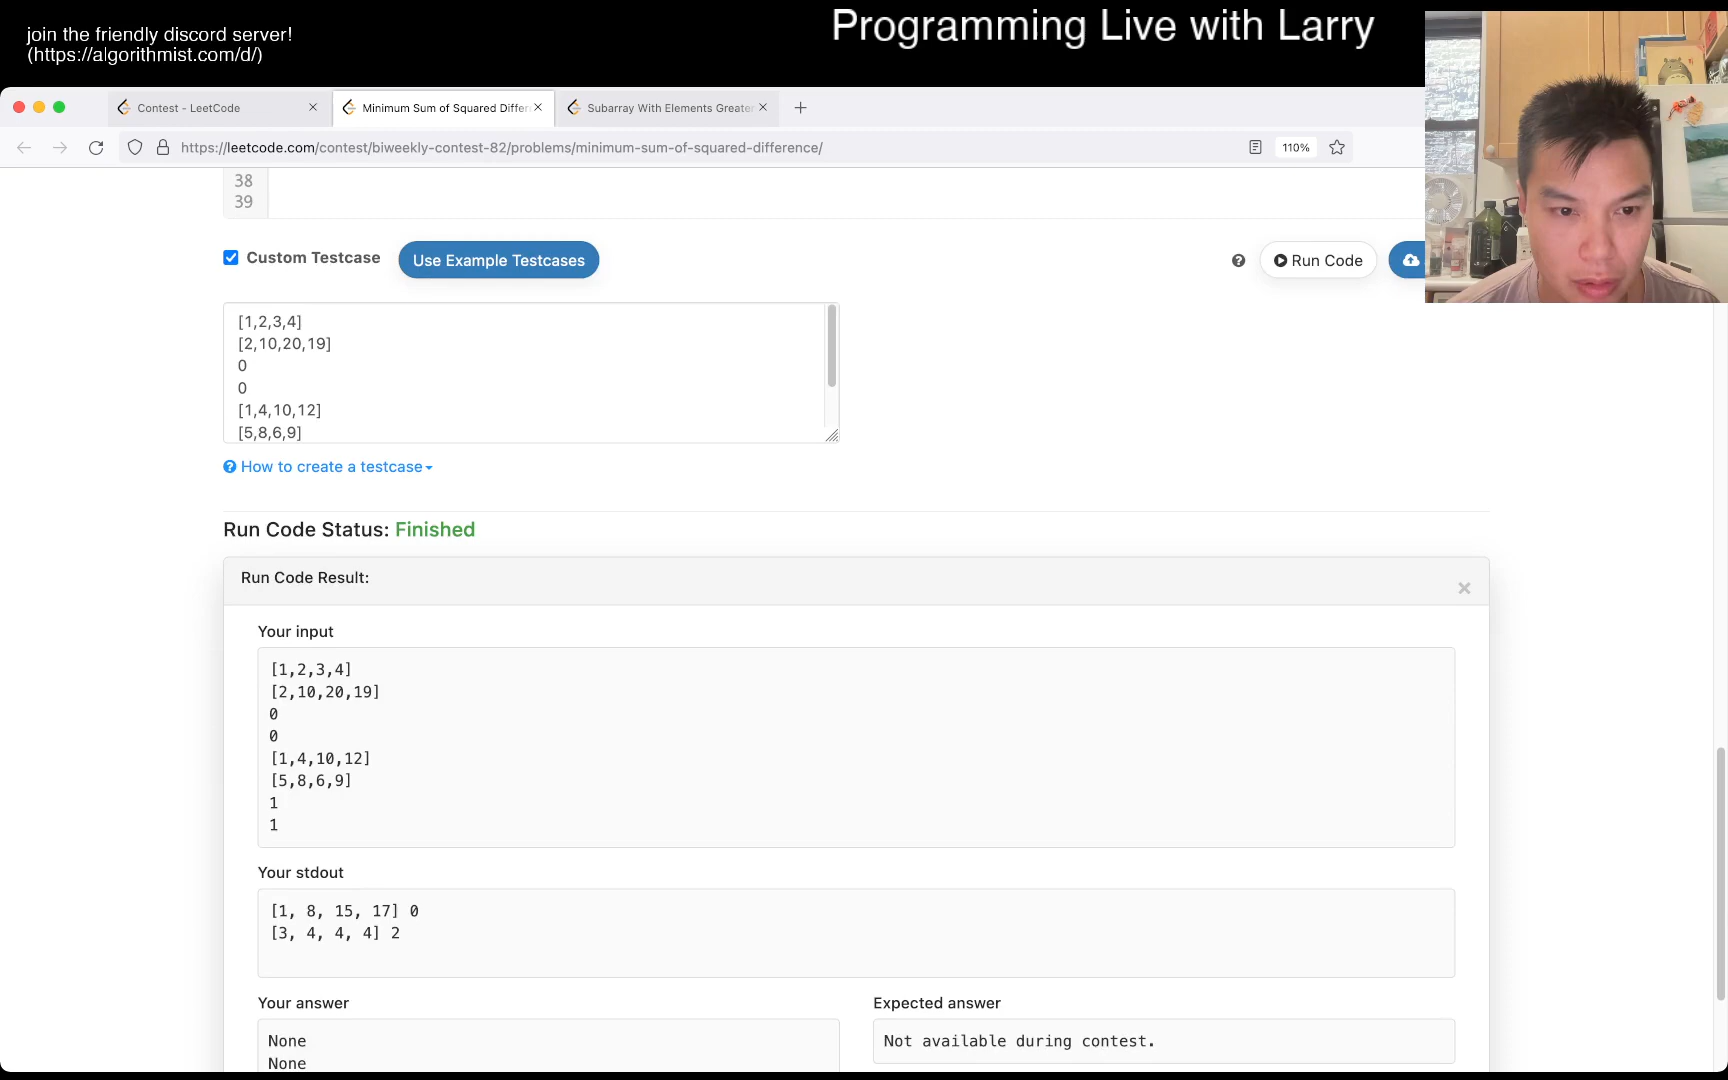 join the friendly discord server!
(https://algorithmist.com/d/)
Programming Live with Larry
Contest - LeetCode
Minimum Sum of Squared Differ
Subarray With Elements Greater
https://leetcode.com/contest/biweekly-contest-82/problems/minimum-sum-of-squared-difference/
110%
38
39
Custom Testcase
Use Example Testcases
Run Code
[1,2,3,4]
[2,10,20,19]
0
0
[1,4,10,12]
[5,8,6,9]
How to create a testcase
Run Code Status: Finished
Run Code Result:
Your input
[1,2,3,4]
[2,10,20,19]
0
0
[1,4,10,12]
[5,8,6,9]
1
1
Your stdout
[1, 8, 15, 17] 0
[3, 4, 4, 4] 2
Your answer
Expected answer
None
None
Not available during contest.